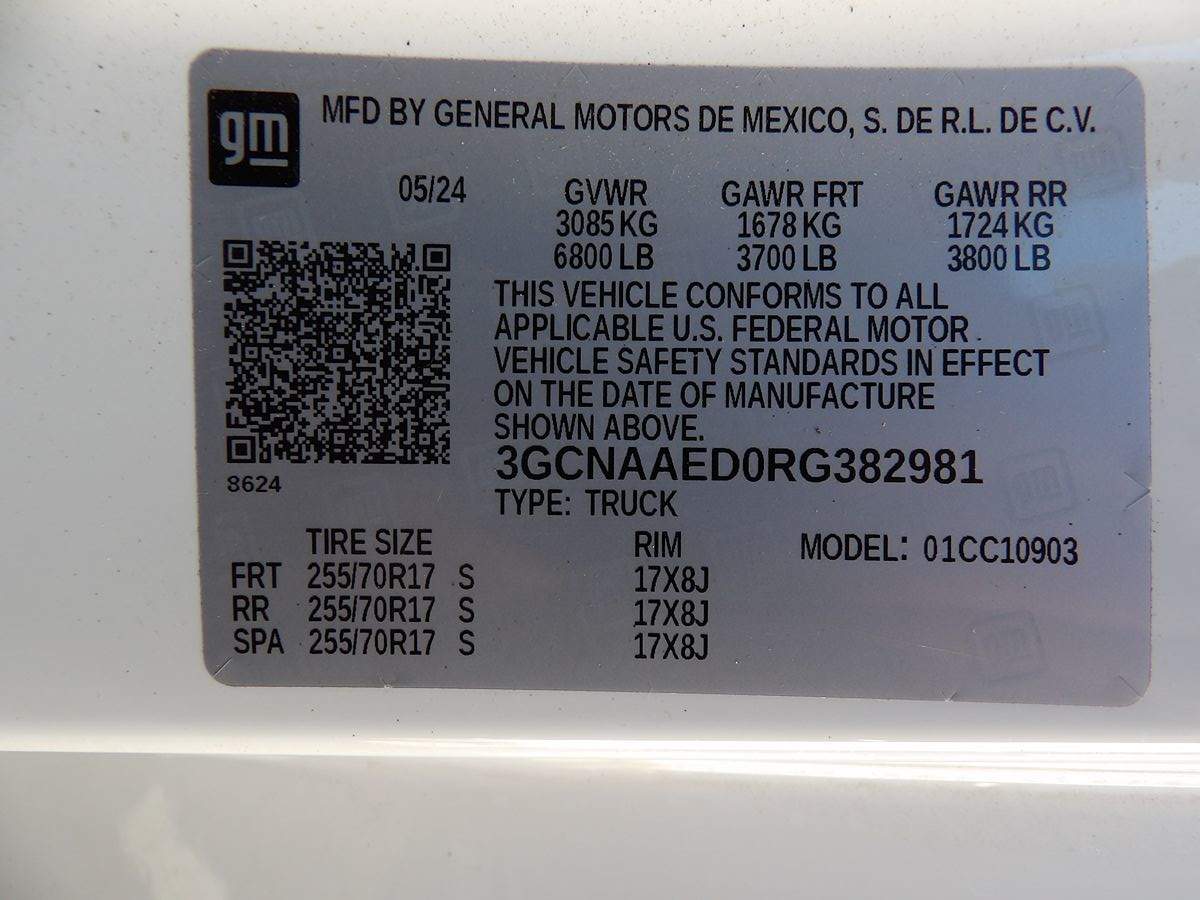 gm
MFD BY GENERAL MOTORS DE MEXICO, S. DE R.L. DE C.V.
05/24 GVWR GAWR FRT GAWR RR
3085 KG 1678 KG 1724 KG
6800 LB 3700 LB 3800 LB
THIS VEHICLE CONFORMS TO ALL
APPLICABLE U.S. FEDERAL MOTOR
VEHICLE SAFETY STANDARDS IN EFFECT
ON THE DATE OF MANUFACTURE
SHOWN ABOVE.
3GCNAAED0RG382981
8624
TYPE: TRUCK
TIRE SIZE RIM MODEL: 01CC10903
FRT 255/70R17 S 17X8J
RR 255/70R17 S 17X8J
SPA 255/70R17 S 17X8J